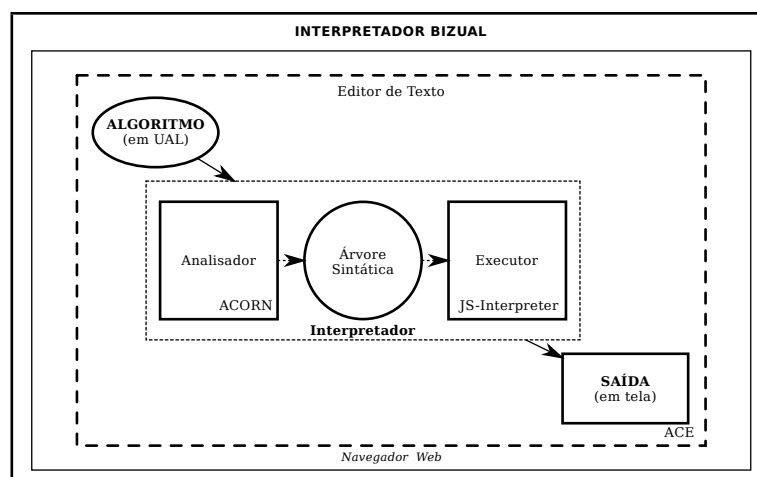 INTERPRETADOR BIZUAL
Editor de Texto
ALGORITMO
(em UAL)
Analisador
ACORN
Árvore
Sintática
Executor
JS-Interpreter
Interpretador
SAÍDA
(em tela)
ACE
Navegador Web